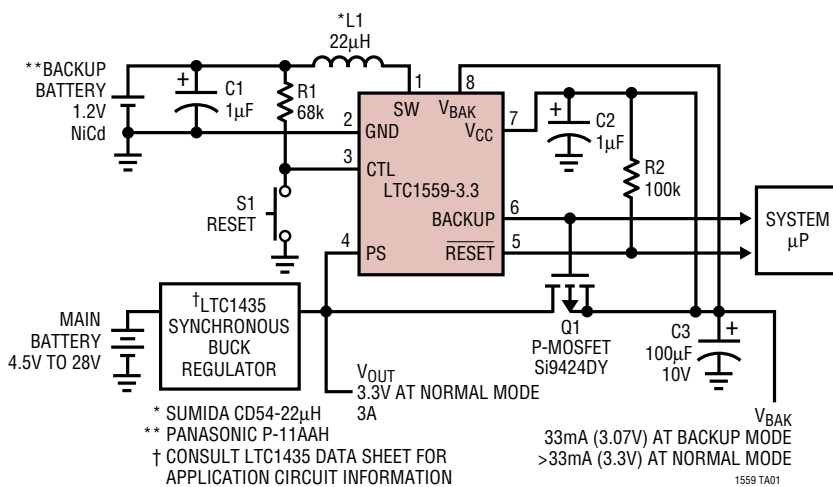 *L1
22µH
**BACKUP
BATTERY
1.2V
NiCd
+
C1
1µF
R1
68k
1
8
SW
VBAK
7
VCC
2
GND
3
CTL
LTC1559-3.3
+
C2
1µF
R2
100k
S1
RESET
BACKUP
6
4
PS
RESET
5
SYSTEM
µP
MAIN
BATTERY
4.5V TO 28V
†LTC1435
SYNCHRONOUS
BUCK
REGULATOR
Q1
P-MOSFET
Si9424DY
C3
100µF
10V
+
VOUT
3.3V AT NORMAL MODE
3A
* SUMIDA CD54-22µH
** PANASONIC P-11AAH
† CONSULT LTC1435 DATA SHEET FOR
APPLICATION CIRCUIT INFORMATION
VBAK
33mA (3.07V) AT BACKUP MODE
>33mA (3.3V) AT NORMAL MODE
1559 TA01